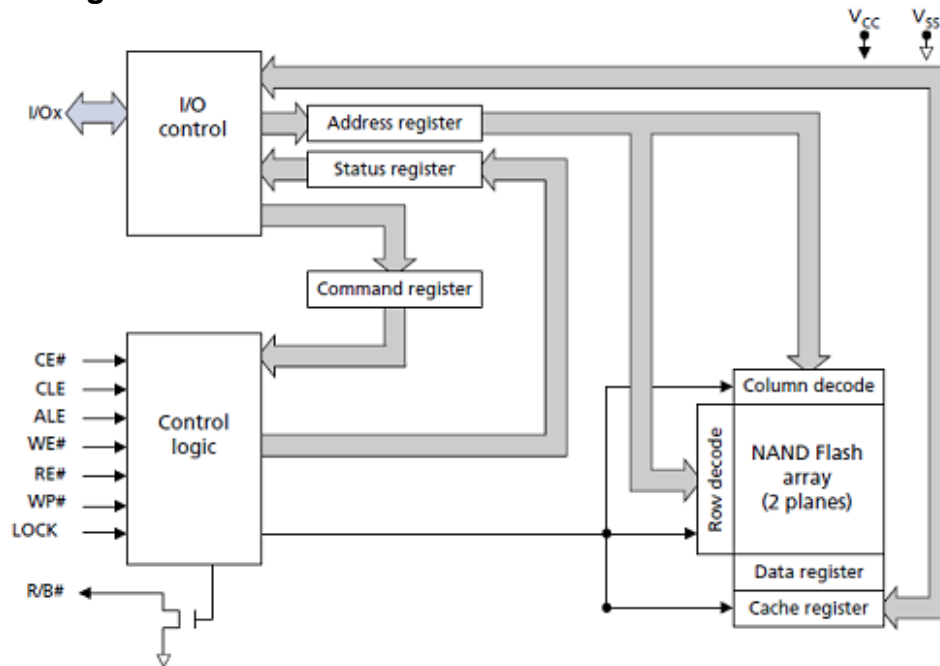 VCC
VSS
I/Ox
I/O
control
Address register
Status register
Command register
CE#
CLE
ALE
WE#
RE#
WP#
LOCK
R/B#
Control
logic
Column decode
Row decode
NAND Flash
array
(2 planes)
Data register
Cache register